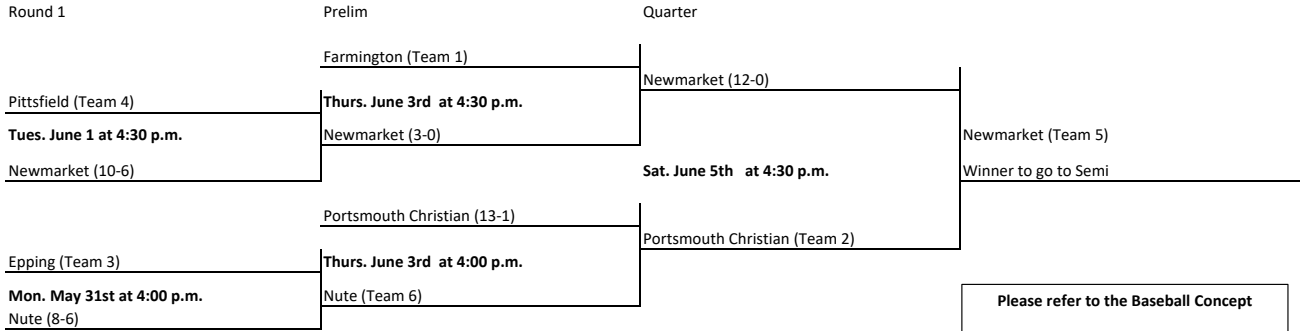 Round 1 Prelim Quarter
Farmington (Team 1)
Newmarket (12-0)
Pittsfield (Team 4) Thurs. June 3rd at 4:30 p.m.
Tues. June 1 at 4:30 p.m. Newmarket (3-0) Newmarket (Team 5)
Newmarket (10-6) Sat. June 5th at 4:30 p.m. Winner to go to Semi
Portsmouth Christian (13-1)
Portsmouth Christian (Team 2)
Epping (Team 3) Thurs. June 3rd at 4:00 p.m.
Mon. May 31st at 4:00 p.m. Nute (Team 6) Please refer to the Baseball Concept
Nute (8-6)